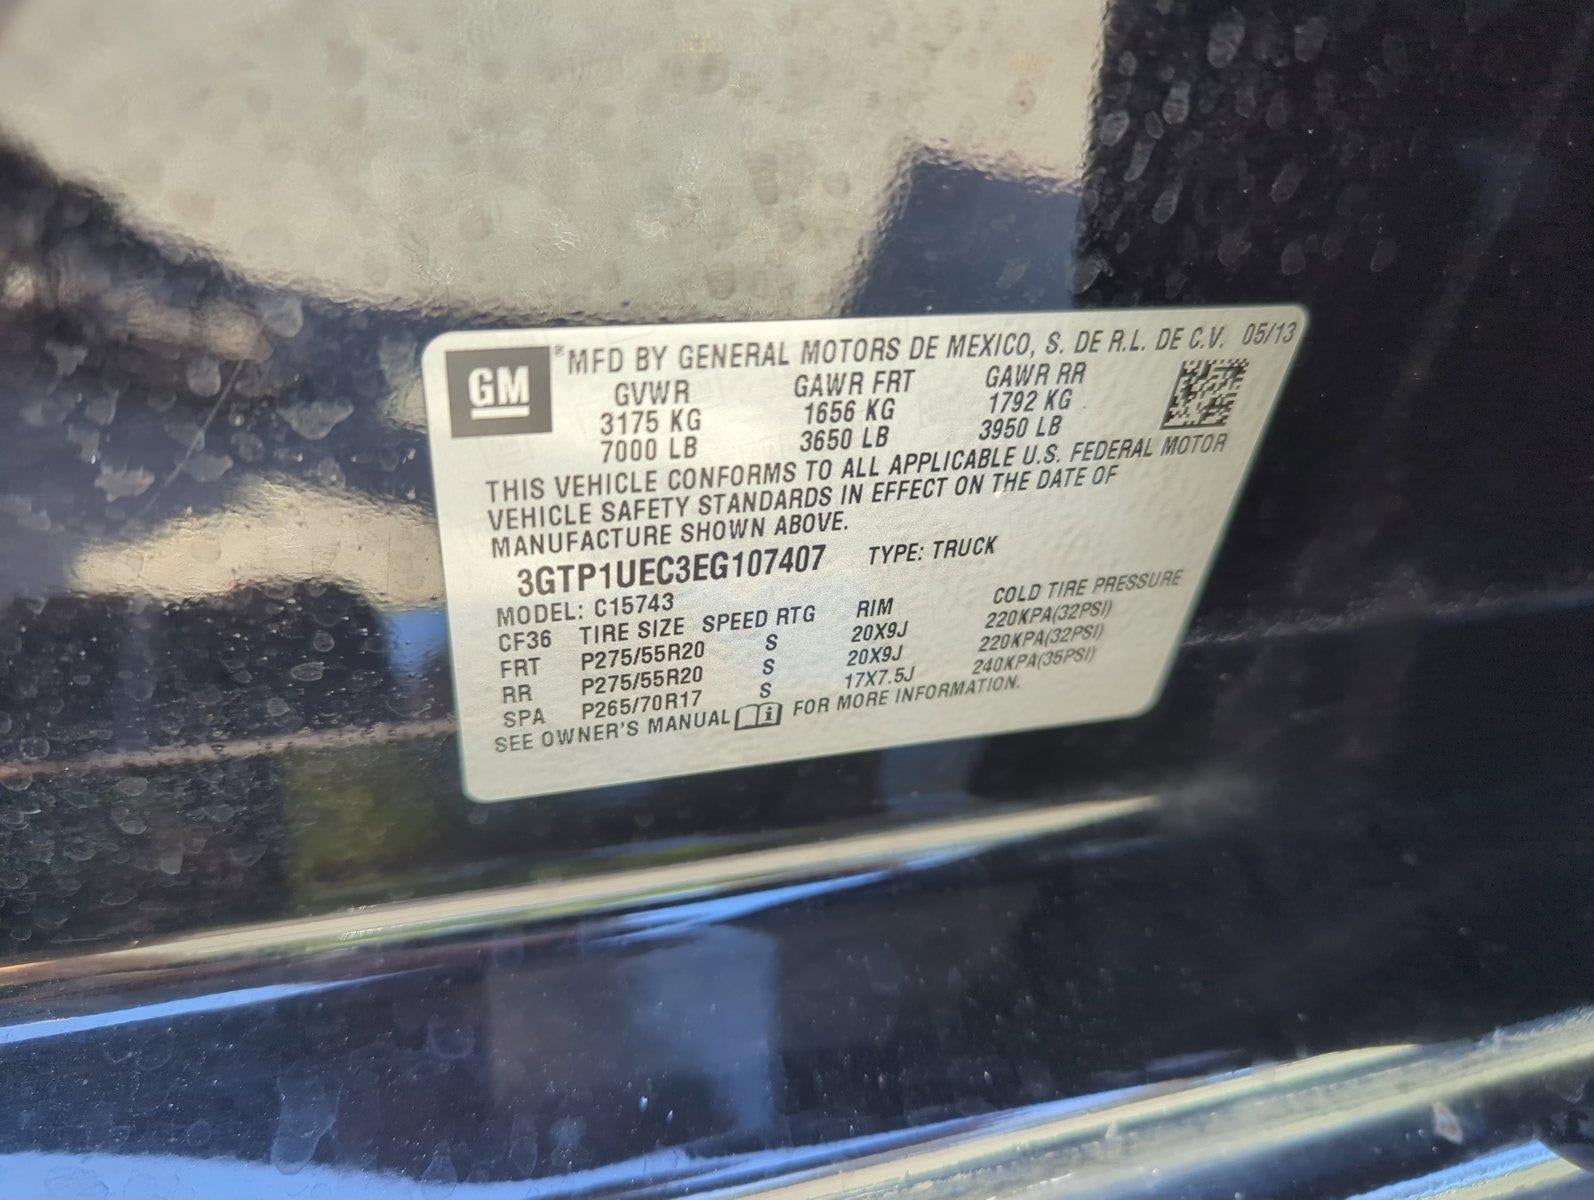 GM ® MFD BY GENERAL MOTORS DE MEXICO, S. DE R.L. DE C.V. 05/13
GVWR GAWR FRT GAWR RR
3175 KG 1656 KG 1792 KG
7000 LB 3650 LB 3950 LB
THIS VEHICLE CONFORMS TO ALL APPLICABLE U.S. FEDERAL MOTOR
VEHICLE SAFETY STANDARDS IN EFFECT ON THE DATE OF
MANUFACTURE SHOWN ABOVE.
3GTP1UEC3EG107407 TYPE: TRUCK
MODEL: C15743
CF36 TIRE SIZE SPEED RTG RIM COLD TIRE PRESSURE
FRT P275/55R20 S 20X9J 220KPA(32PSI)
RR P275/55R20 S 20X9J 220KPA(32PSI)
SPA P265/70R17 S 17X7.5J 240KPA(35PSI)
SEE OWNER'S MANUAL i FOR MORE INFORMATION.